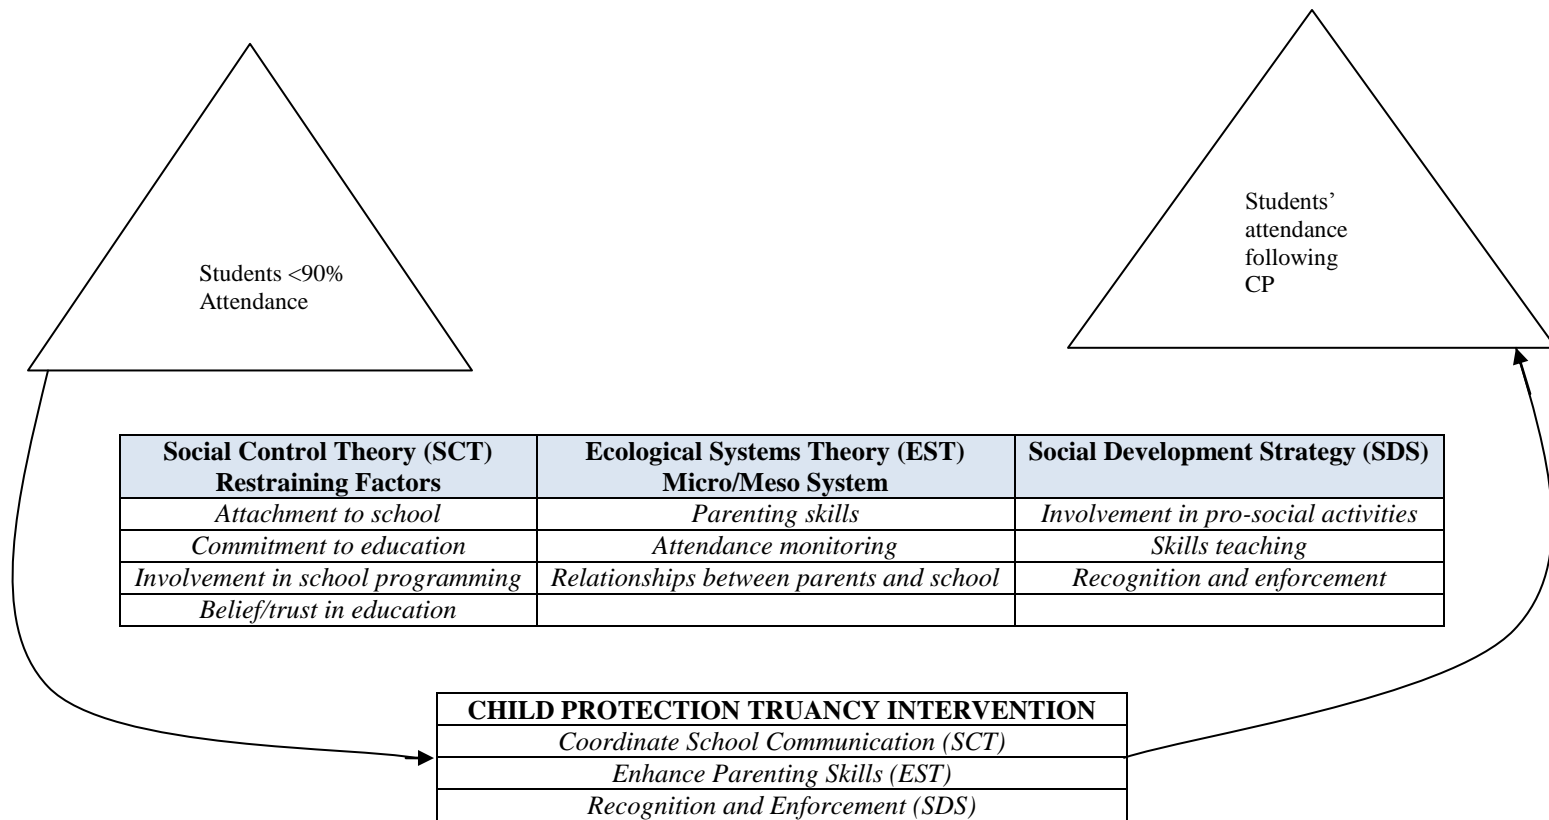 Students <90%
Attendance
Students’
attendance
following
CP
Social Control Theory (SCT)
Restraining Factors
Ecological Systems Theory (EST)
Micro/Meso System
Social Development Strategy (SDS)
Attachment to school
Parenting skills
Involvement in pro-social activities
Commitment to education
Attendance monitoring
Skills teaching
Involvement in school programming
Relationships between parents and school
Recognition and enforcement
Belief/trust in education
CHILD PROTECTION TRUANCY INTERVENTION
Coordinate School Communication (SCT)
Enhance Parenting Skills (EST)
Recognition and Enforcement (SDS)